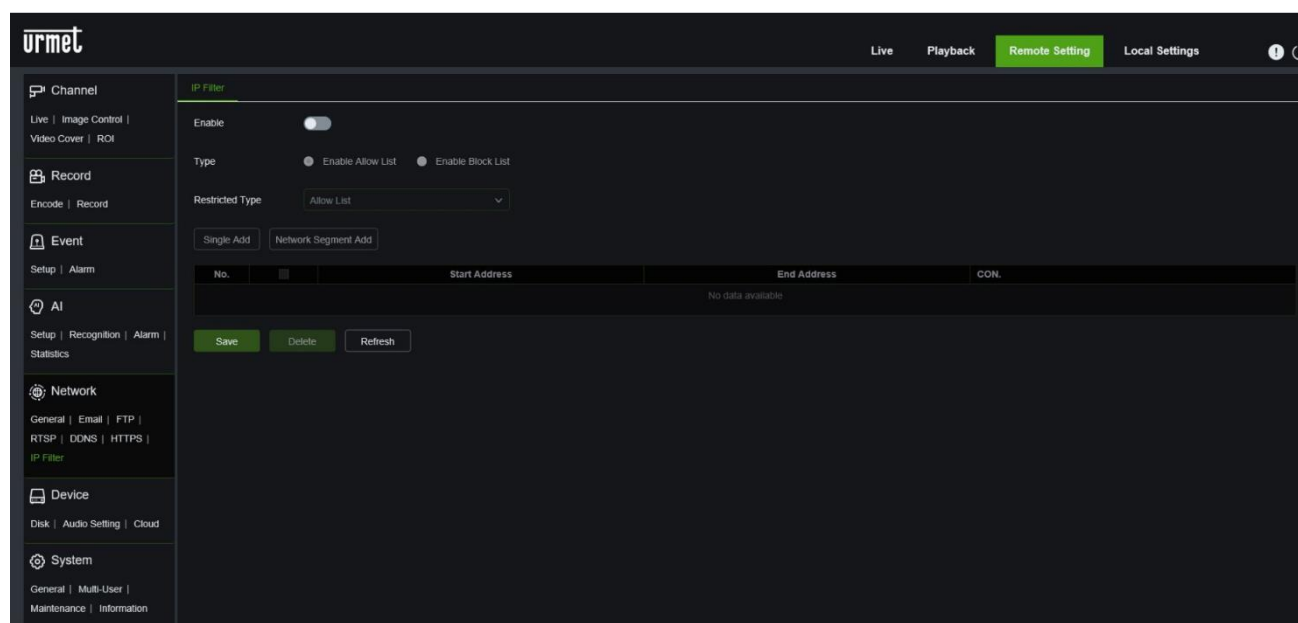 urmet
Live Playback Remote Setting Local Settings
Channel
Live | Image Control |
Video Cover | ROI
Record
Encode | Record
Event
Setup | Alarm
AI
Setup | Recognition | Alarm |
Statistics
Network
General | Email | FTP |
RTSP | DDNS | HTTPS |
IP Filter
Device
Disk | Audio Setting | Cloud
System
General | Multi-User |
Maintenance | Information
IP Filter
Enable
Type Enable Allow List Enable Block List
Restricted Type Allow List
Single Add Network Segment Add
No. Start Address End Address CON.
No data available
Save Delete Refresh